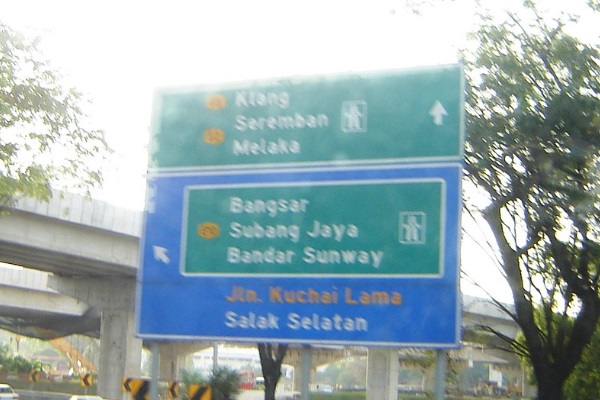 Klang
Seremban
Melaka
Bangsar
Subang Jaya
Bandar Sunway
Jln. Kuchai Lama
Salak Selatan